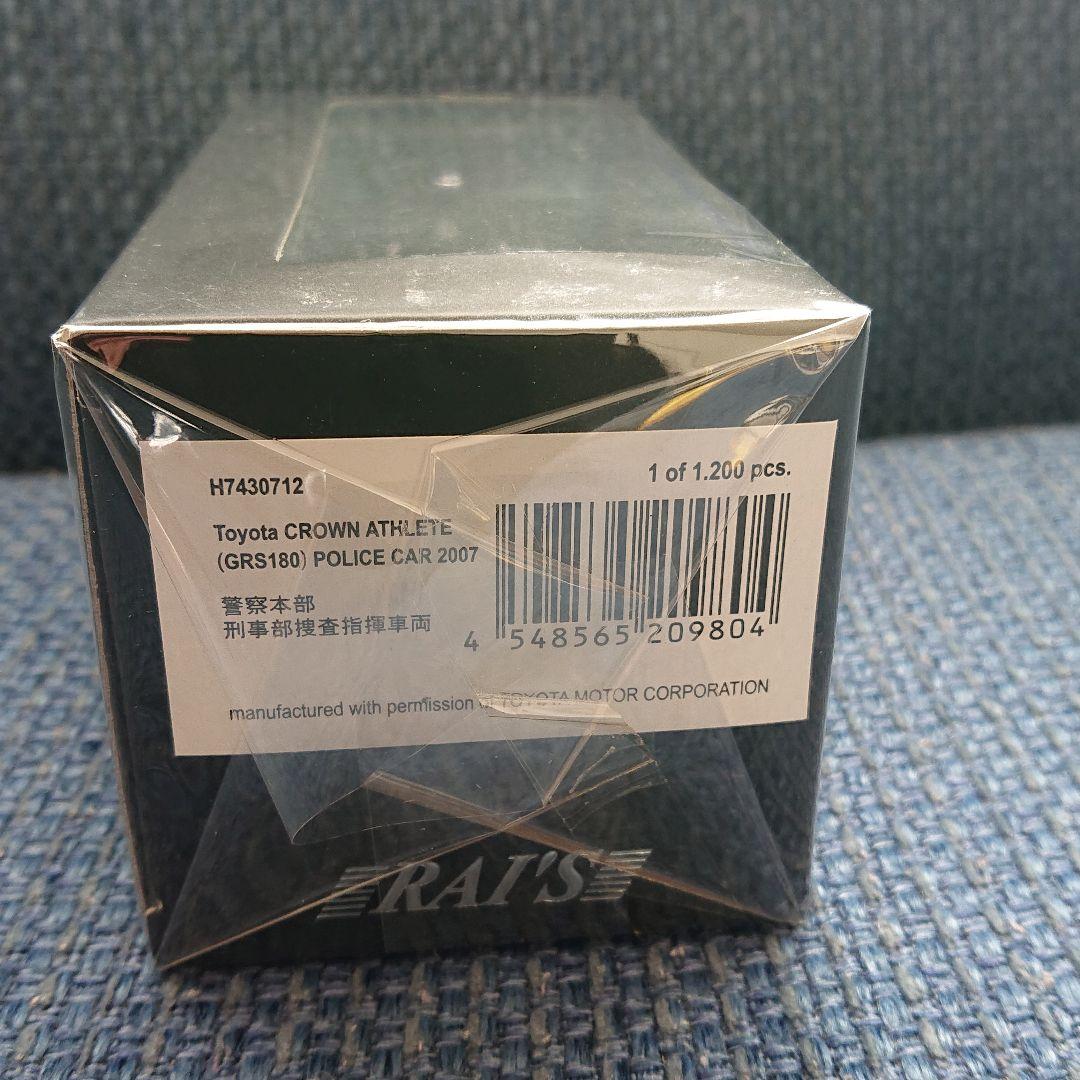 H7430712
1 of 1.200 pcs.
Toyota CROWN ATHLETE
(GRS180) POLICE CAR 2007
警察本部
刑事部捜査指揮車両
4 548565 209804
manufactured with permission of TOYOTA MOTOR CORPORATION
RAI'S